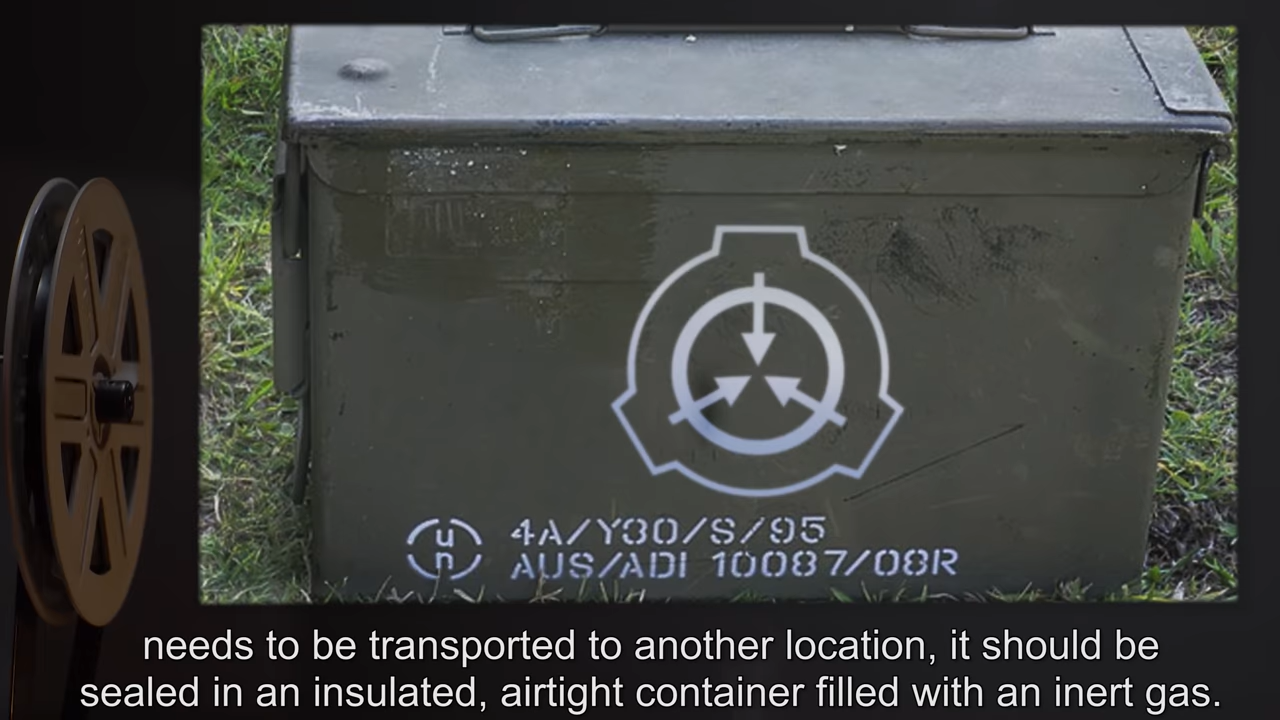 un
4A/Y30/S/95
AUS/ADI 10087/08R
needs to be transported to another location, it should be
sealed in an insulated, airtight container filled with an inert gas.